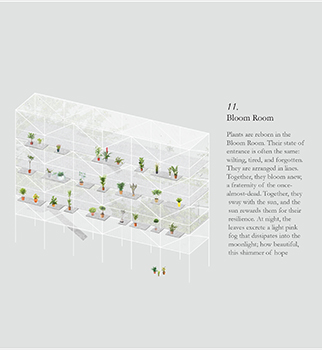 11.
Bloom Room
Plants are reborn in the
Bloom Room. Their state of
entrance is often the same:
wilting, tired, and forgotten.
They are arranged in lines.
Together, they bloom anew;
a fraternity of the once-
almost-dead. Together, they
sway with the sun, and the
sun rewards them for their
resilience. At night, the
leaves excrete a light pink
fog that dissipates into the
moonlight; how beautiful,
this shimmer of hope